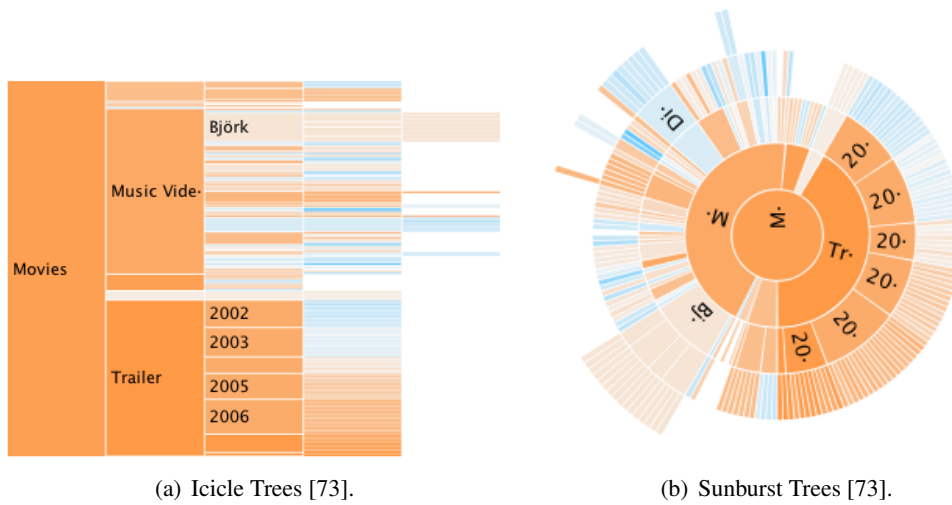 Movies
Music Vide·
Trailer
Björk
2002
2003
2005
2006
(a) Icicle Trees [73].
M·
M·
Di·
Bj·
Tr·
20·
20·
20·
20·
20·
20·
(b) Sunburst Trees [73].